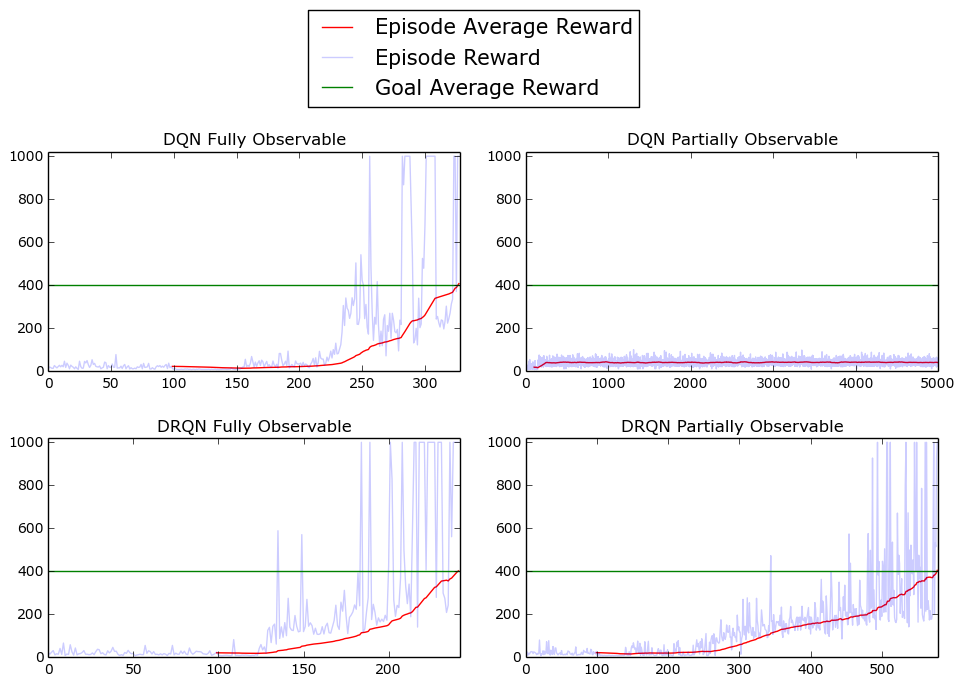 Episode Average Reward
Episode Reward
Goal Average Reward
DQN Fully Observable
1000
800
600
400
200
0
0 50 100 150 200 250 300
DQN Partially Observable
1000
800
600
400
200
0
0 1000 2000 3000 4000 5000
DRQN Fully Observable
1000
800
600
400
200
0
0 50 100 150 200
DRQN Partially Observable
1000
800
600
400
200
0
0 100 200 300 400 500